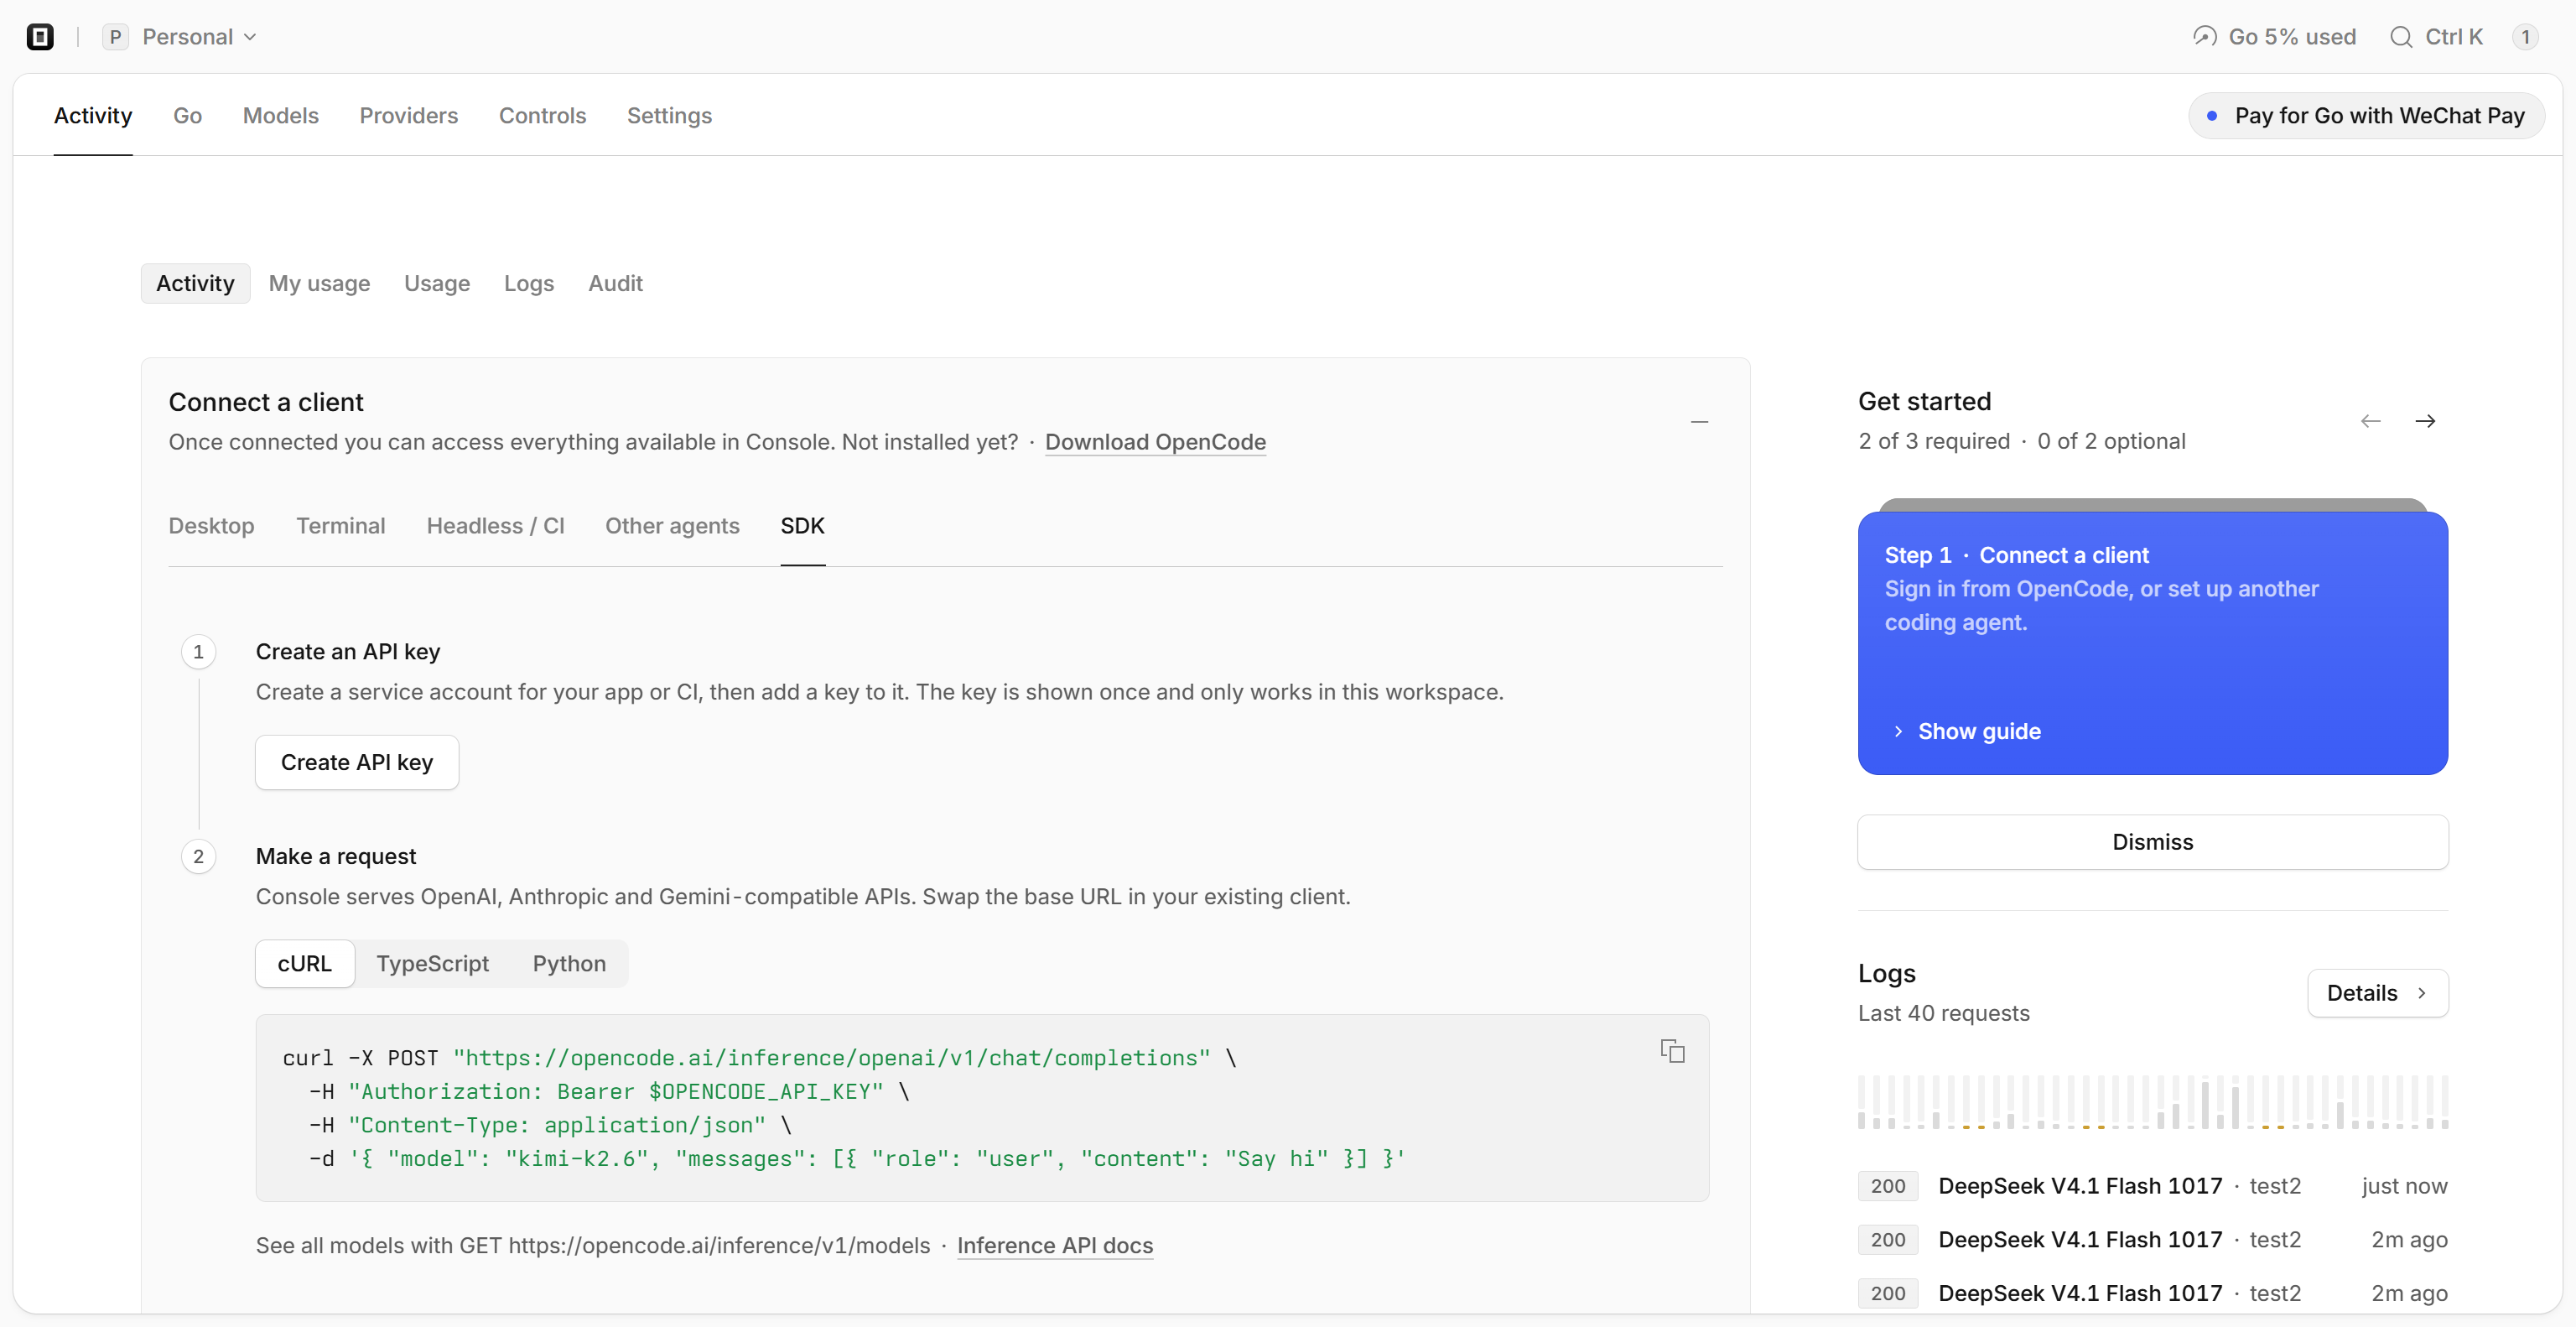 P Personal
Go 5% used
Ctrl K
1
Activity
Go
Models
Providers
Controls
Settings
Pay for Go with WeChat Pay
Activity
My usage
Usage
Logs
Audit
Connect a client
Once connected you can access everything available in Console. Not installed yet? · Download OpenCode
Desktop
Terminal
Headless / CI
Other agents
SDK
1
Create an API key
Create a service account for your app or CI, then add a key to it. The key is shown once and only works in this workspace.
Create API key
2
Make a request
Console serves OpenAI, Anthropic and Gemini-compatible APIs. Swap the base URL in your existing client.
cURL
TypeScript
Python
curl -X POST "https://opencode.ai/inference/openai/v1/chat/completions" \
  -H "Authorization: Bearer $OPENCODE_API_KEY" \
  -H "Content-Type: application/json" \
  -d '{ "model": "kimi-k2.6", "messages": [{ "role": "user", "content": "Say hi" }] }'
See all models with GET https://opencode.ai/inference/v1/models · Inference API docs
Get started
2 of 3 required · 0 of 2 optional
Step 1 · Connect a client
Sign in from OpenCode, or set up another
coding agent.
Show guide
Dismiss
Logs
Last 40 requests
Details
200 DeepSeek V4.1 Flash 1017 · test2 just now
200 DeepSeek V4.1 Flash 1017 · test2 2m ago
200 DeepSeek V4.1 Flash 1017 · test2 2m ago